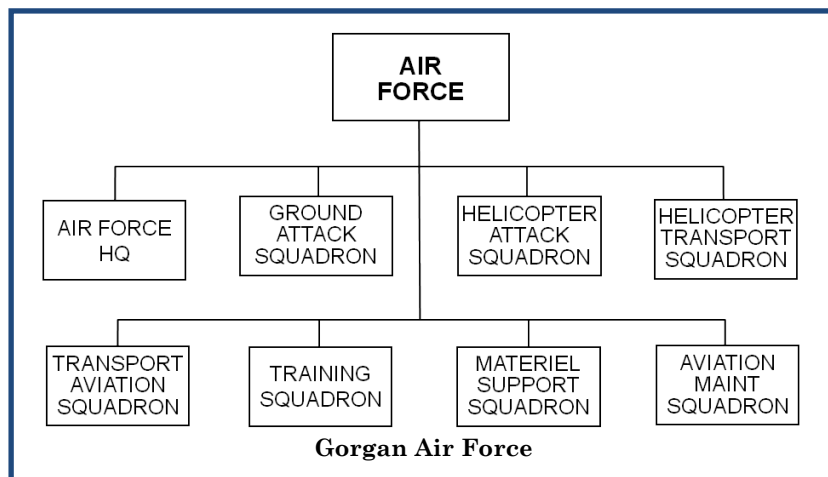 AIR
FORCE
AIR FORCE
HQ
GROUND
ATTACK
SQUADRON
HELICOPTER
ATTACK
SQUADRON
HELICOPTER
TRANSPORT
SQUADRON
TRANSPORT
AVIATION
SQUADRON
TRAINING
SQUADRON
MATERIEL
SUPPORT
SQUADRON
AVIATION
MAINT
SQUADRON
Gorgan Air Force